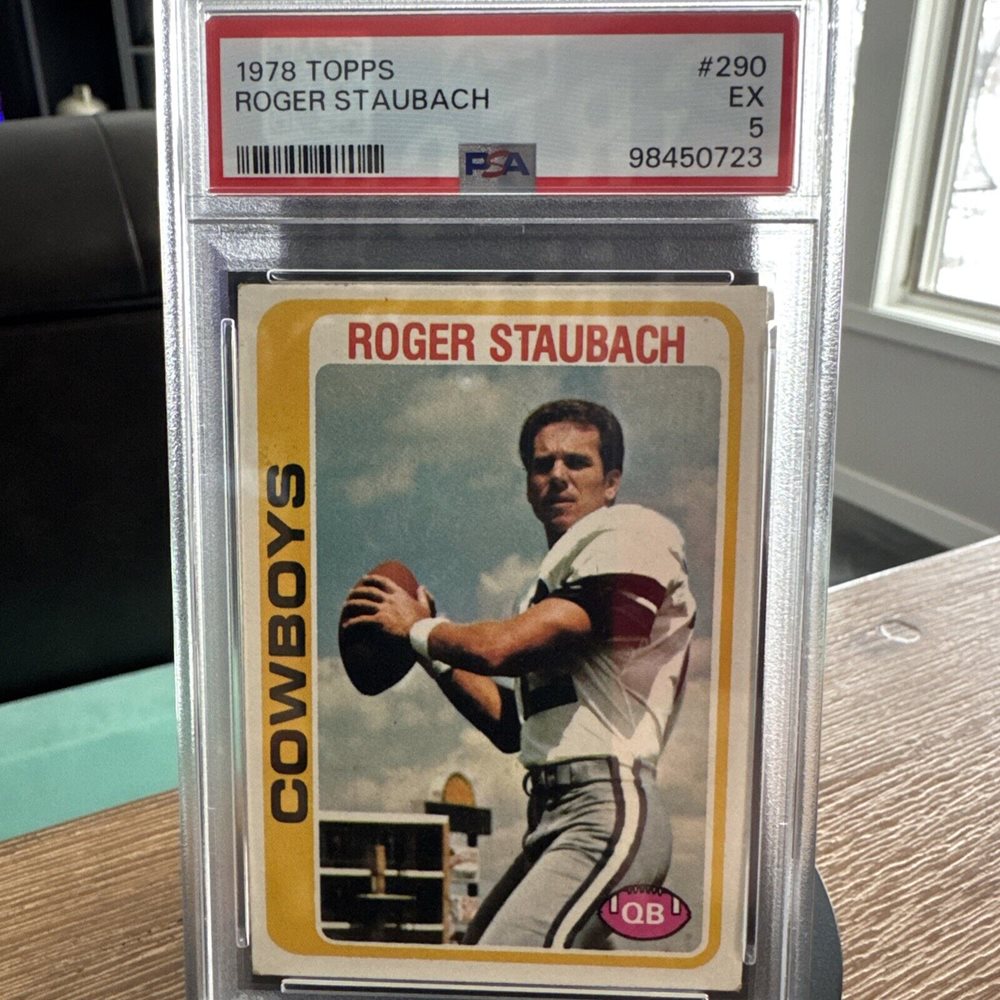 1978 TOPPS
#290
ROGER STAUBACH
EX
5
PSA
98450723
ROGER STAUBACH
COWBOYS
QB